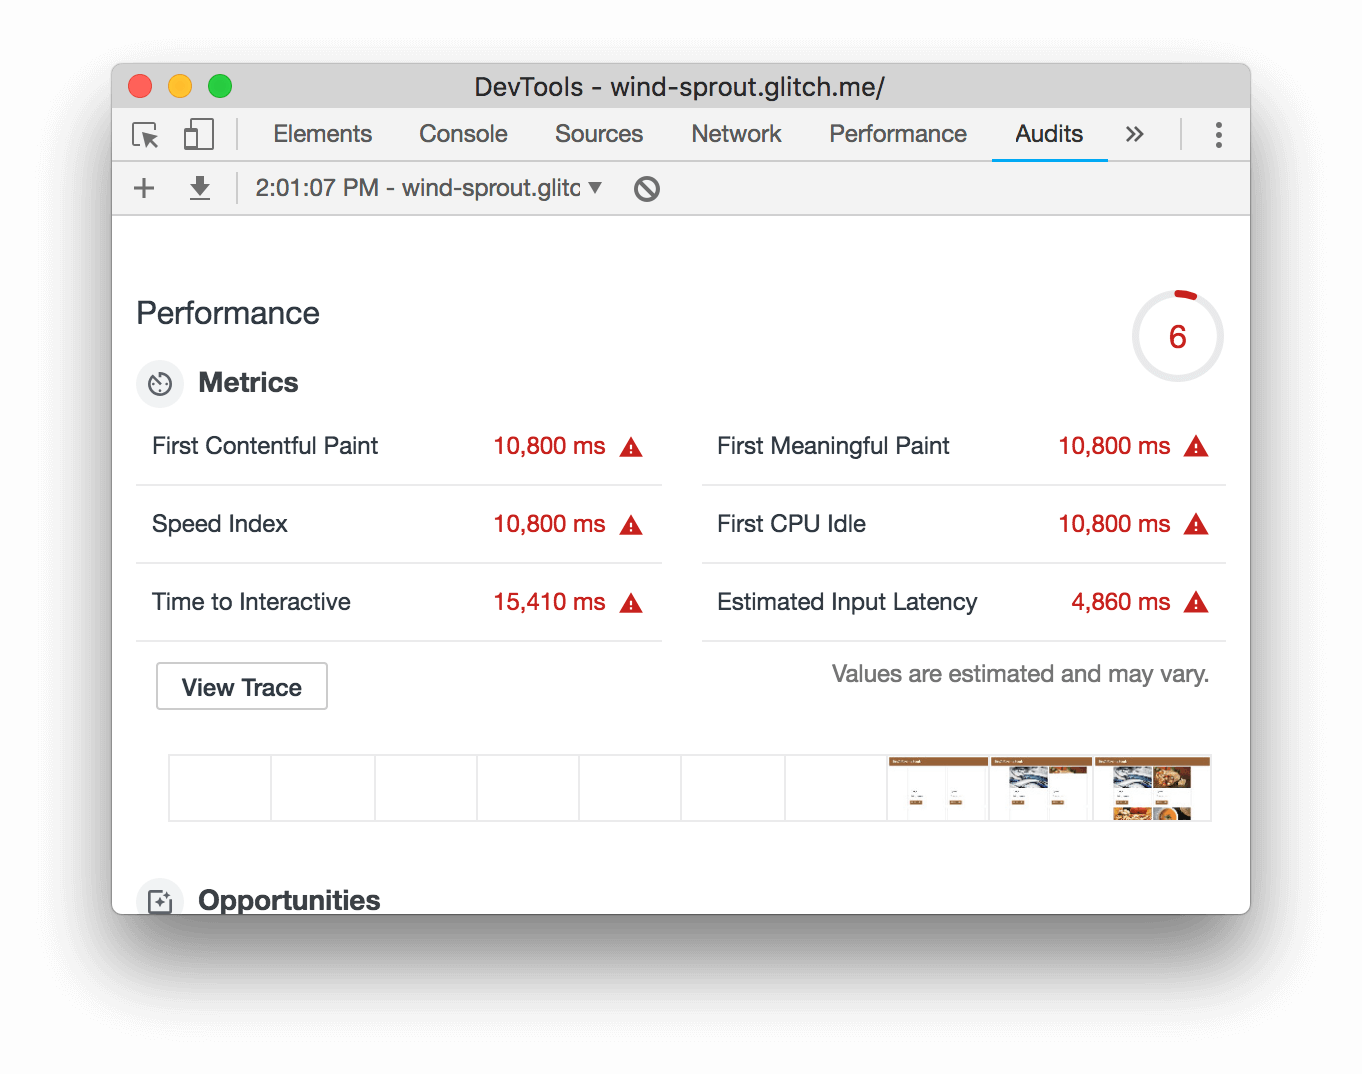 DevTools - wind-sprout.glitch.me/
Elements Console Sources Network Performance Audits »
2:01:07 PM - wind-sprout.glitc
Performance
6
Metrics
First Contentful Paint 10,800 ms
First Meaningful Paint 10,800 ms
Speed Index 10,800 ms
First CPU Idle 10,800 ms
Time to Interactive 15,410 ms
Estimated Input Latency 4,860 ms
View Trace
Values are estimated and may vary.
Opportunities